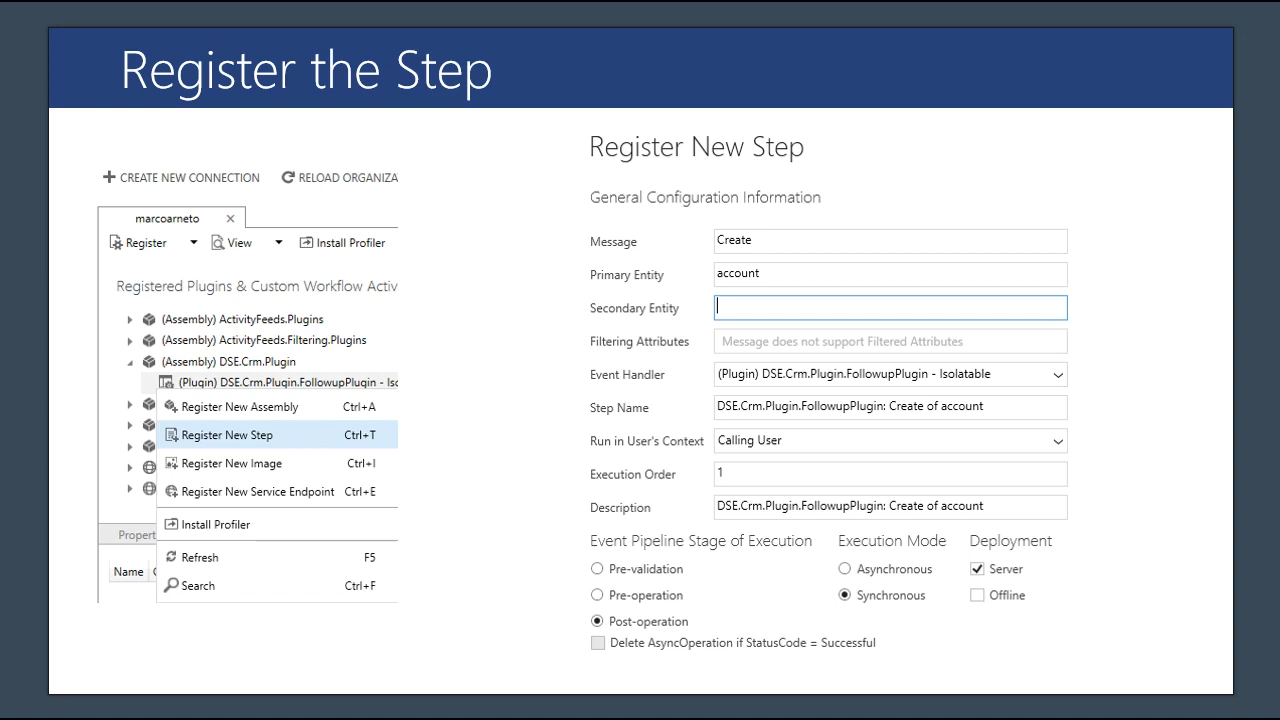 Register the Step
CREATE NEW CONNECTION RELOAD ORGANIZA
marcoarneto
Register View Install Profiler
Registered Plugins & Custom Workflow Activ
(Assembly) ActivityFeeds.Plugins
(Assembly) ActivityFeeds.Filtering.Plugins
(Assembly) DSE.Crm.Plugin
(Plugin) DSE.Crm.Plugin.FollowupPlugin - Iso
Register New Assembly Ctrl+A
Register New Step Ctrl+T
Register New Image Ctrl+I
Register New Service Endpoint Ctrl+E
Install Profiler
Propert
Refresh F5
Name
Search Ctrl+F
Register New Step
General Configuration Information
Message Create
Primary Entity account
Secondary Entity
Filtering Attributes Message does not support Filtered Attributes
Event Handler (Plugin) DSE.Crm.Plugin.FollowupPlugin - Isolatable
Step Name DSE.Crm.Plugin.FollowupPlugin: Create of account
Run in User's Context Calling User
Execution Order 1
Description DSE.Crm.Plugin.FollowupPlugin: Create of account
Event Pipeline Stage of Execution Execution Mode Deployment
Pre-validation Asynchronous Server
Pre-operation Synchronous Offline
Post-operation
Delete AsyncOperation if StatusCode = Successful